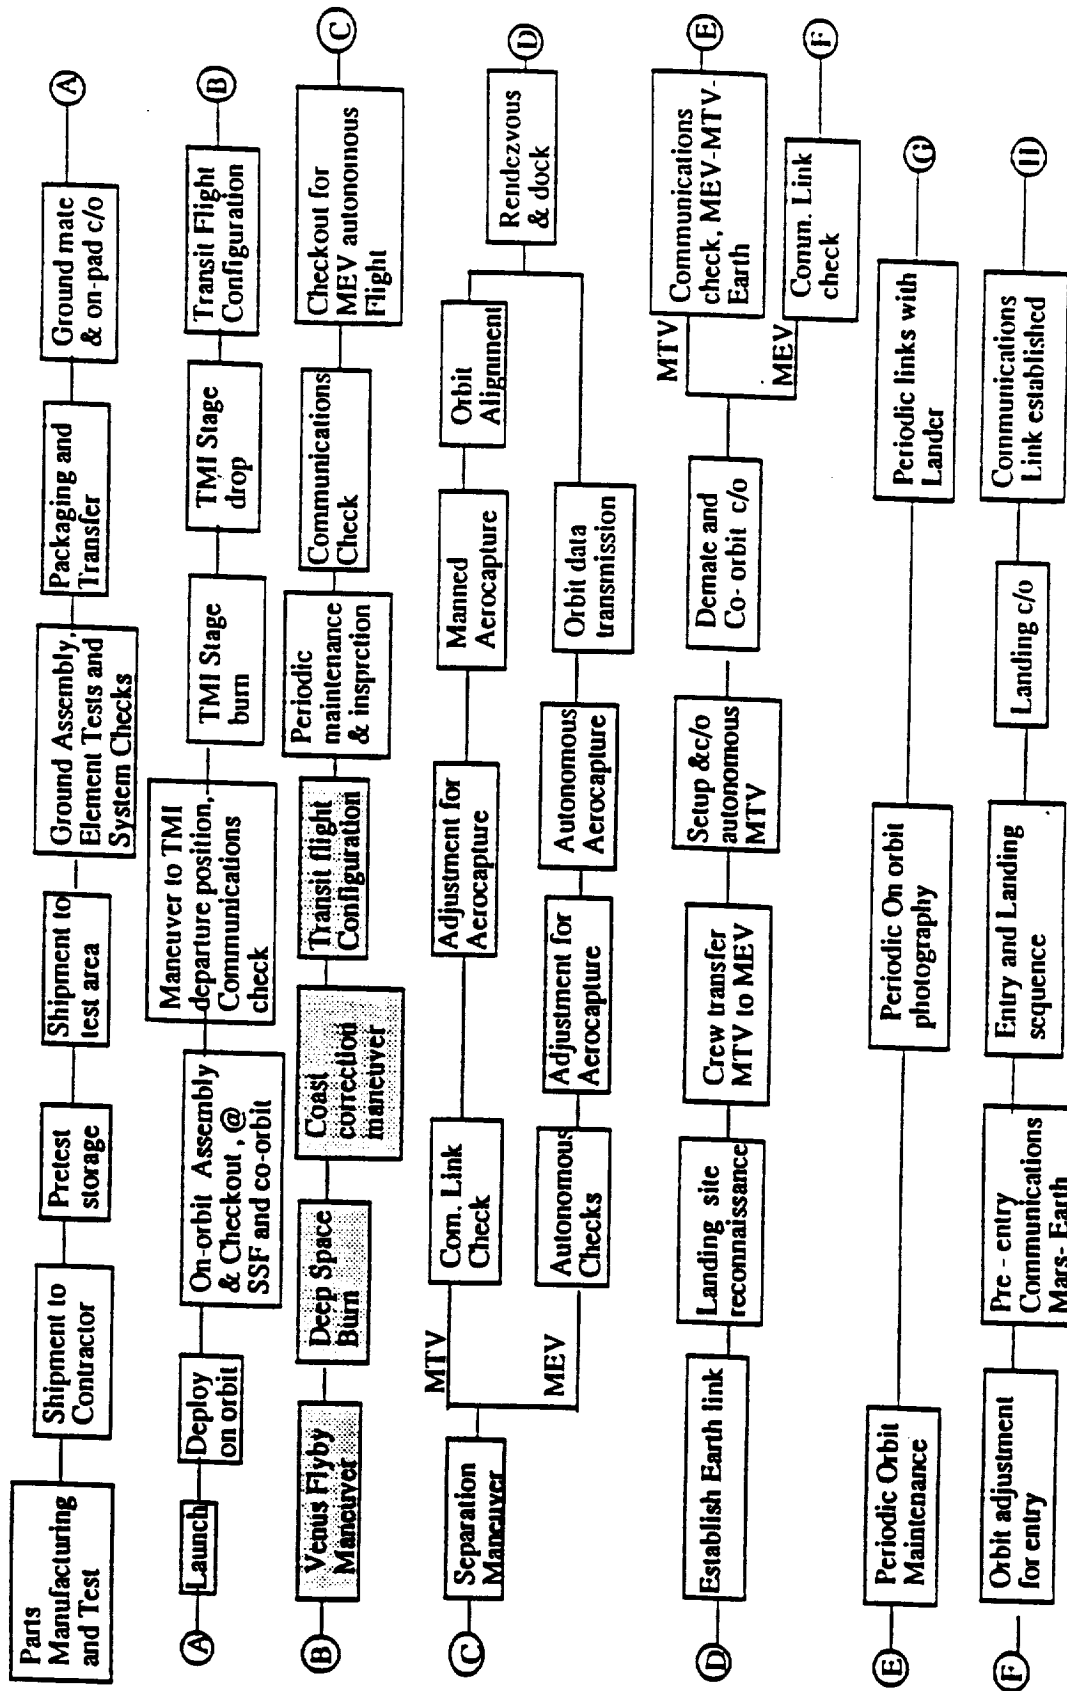 Parts
Manufacturing
and Test
Shipment to
Contractor
Pretest
storage
Shipment to
test area
Ground Assembly,
Element Tests and
System Checks
Packaging and
Transfer
Ground mate
& on-pad c/o
A
A
Launch
Deploy
on orbit
On-orbit Assembly
& Checkout, @
SSF and co-orbit
Maneuver to TMI
departure position,
Communications
check
TMI Stage
burn
TMI Stage
drop
Transit Flight
Configuration
B
B
Venus Flyby
Maneuver
Deep Space
Burn
Coast
correction
maneuver
Transit flight
Configuration
Periodic
maintenance
& insprction
Communications
Check
Checkout for
MEV autonomous
Flight
C
C
Separation
Maneuver
MTV
Com. Link
Check
Adjustment for
Aerocapture
Manned
Aerocapture
Orbit
Alignment
MEV
Autonomous
Checks
Adjustment for
Aerocapture
Autonomous
Aerocapture
Orbit data
transmission
Rendezvous
& dock
D
D
Establish Earth link
Landing site
reconnaissance
Crew transfer
MTV to MEV
Setup &c/o
autonomous
MTV
Demate and
Co- orbit c/o
MTV
Communications
check, MEV-MTV-
Earth
E
MEV
Comm. Link
check
F
E
Periodic Orbit
Maintenance
Periodic On orbit
photography
Periodic links with
Lander
G
F
Orbit adjustment
for entry
Pre - entry
Communications
Mars- Earth
Entry and Landing
sequence
Landing c/o
Communications
Link established
H